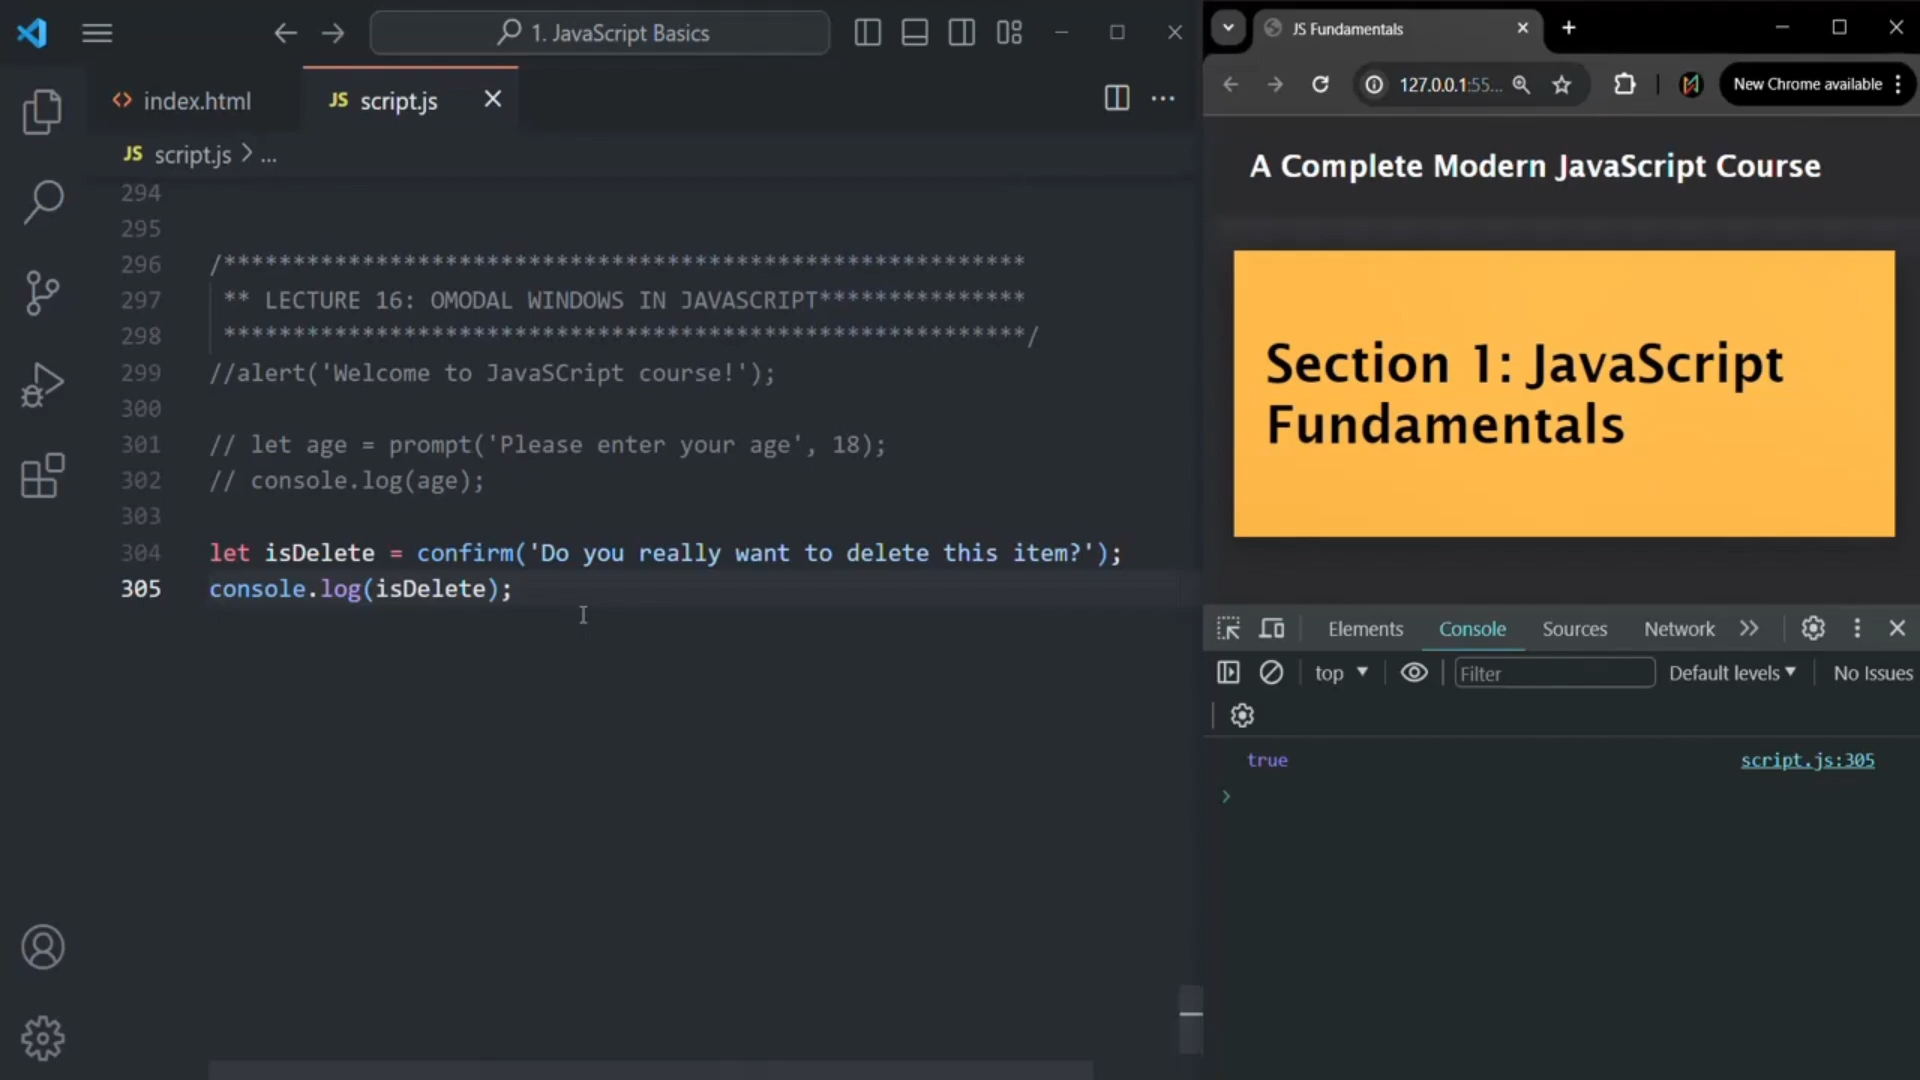 1. JavaScript Basics
index.html
JS script.js
JS script.js > ...
294
295
296 /**********************************************************
297 ** LECTURE 16: OMODAL WINDOWS IN JAVASCRIPT***************
298 **********************************************************/
299 //alert('Welcome to JavaSCript course!');
300
301 // let age = prompt('Please enter your age', 18);
302 // console.log(age);
303
304 let isDelete = confirm('Do you really want to delete this item?');
305 console.log(isDelete);
JS Fundamentals
127.0.0.1:55...
New Chrome available
A Complete Modern JavaScript Course
Section 1: JavaScript
Fundamentals
Elements Console Sources Network
top Filter Default levels No Issues
true script.js:305